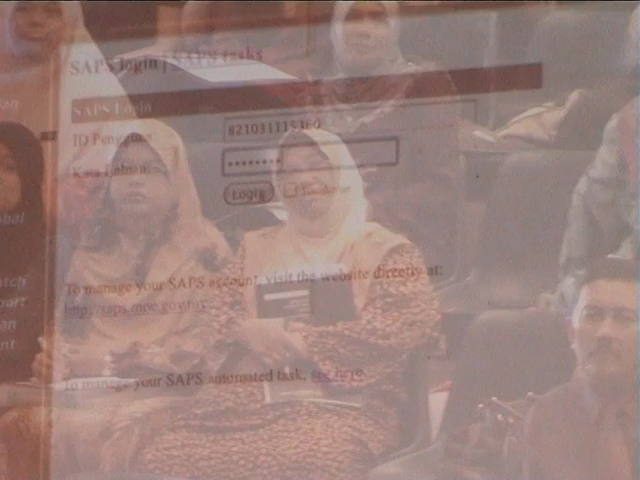 SAPS login | SAPS tasks
SAPS Login
ID Pengguna
821031115360
Kata Laluan
••••••••
Login
To manage your SAPS account, visit the website directly at:
http://saps.moe.gov.my
To manage your SAPS automated task, see here.